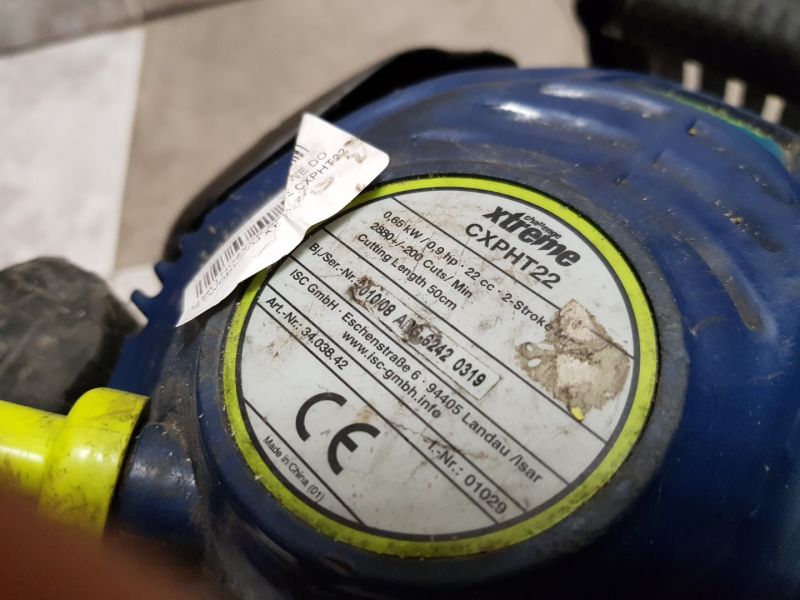 challenge
xtreme
CXPHT22
0,65 kW / 0,9 hp · 22 cc · 2-Stroke
2880+/-200 Cuts / Min
Cutting Length 50cm
Bj./Ser.-Nr. 6242 0319
ISC GmbH · Eschenstraße 6 · 94405 Landau /Isar
www.isc-gmbh.info
Art.-Nr.: 34.038.42 I.-Nr.: 01029
CE
Made in China (01)
CXPHT22